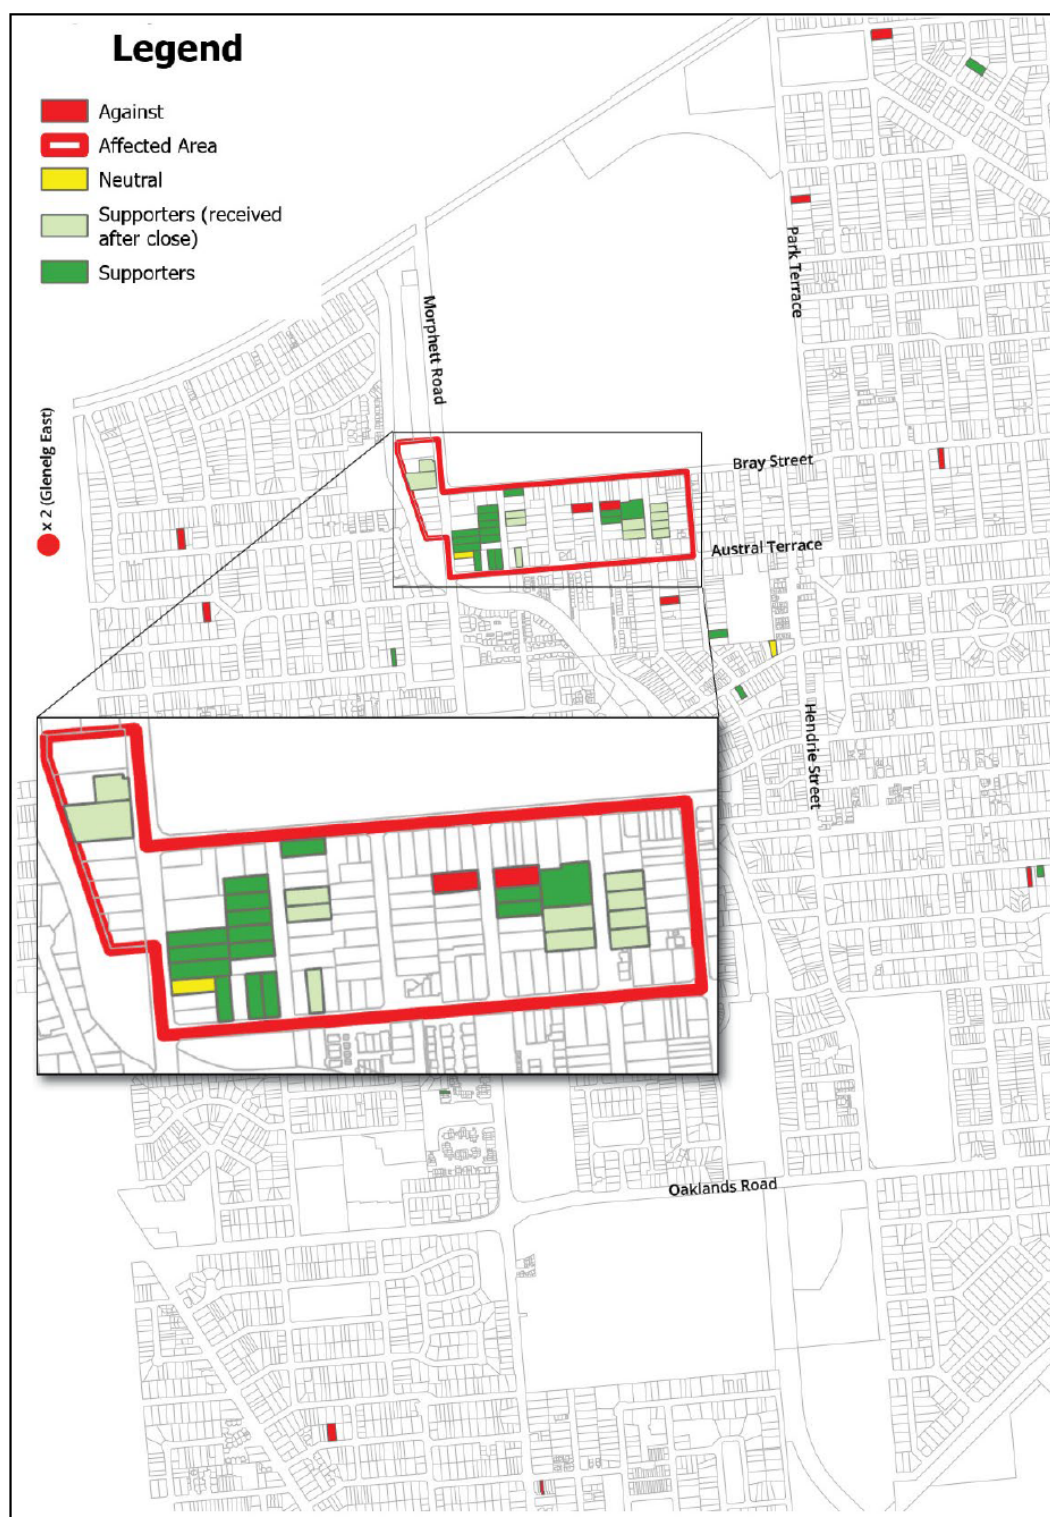 Legend
Against
Affected Area
Neutral
Supporters (received
after close)
Supporters
Park Terrace
Morphett Road
x 2 (Glenelg East)
Bray Street
Austral Terrace
Hendrie Street
Oaklands Road